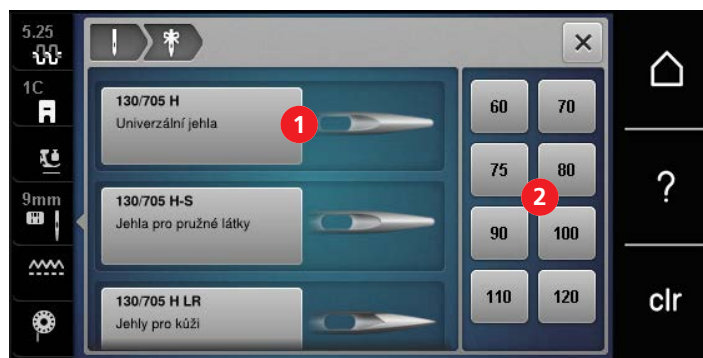 5.25
1C
9mm
130/705 H
Univerzální jehla
1
130/705 H-S
Jehla pro pružné látky
130/705 H LR
Jehly pro kůži
60 70
75 80
2
90 100
110 120
?
clr